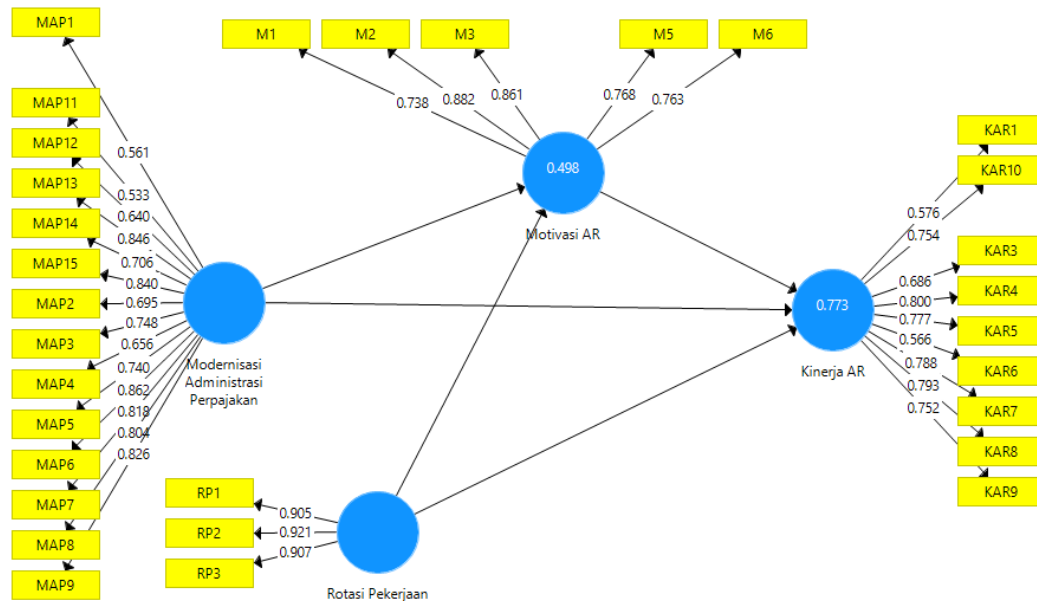 MAP1
MAP11
MAP12
MAP13
MAP14
MAP15
MAP2
MAP3
MAP4
MAP5
MAP6
MAP7
MAP8
MAP9
0.561
0.533
0.640
0.846
0.706
0.840
0.695
0.748
0.656
0.740
0.862
0.818
0.804
0.826
Modernisasi
Administrasi
Perpajakan
M1
M2
M3
M5
M6
0.738
0.882
0.861
0.768
0.763
0.498
Motivasi AR
RP1
RP2
RP3
0.905
0.921
0.907
Rotasi Pekerjaan
0.773
Kinerja AR
0.576
0.754
0.686
0.800
0.777
0.566
0.788
0.793
0.752
KAR1
KAR10
KAR3
KAR4
KAR5
KAR6
KAR7
KAR8
KAR9